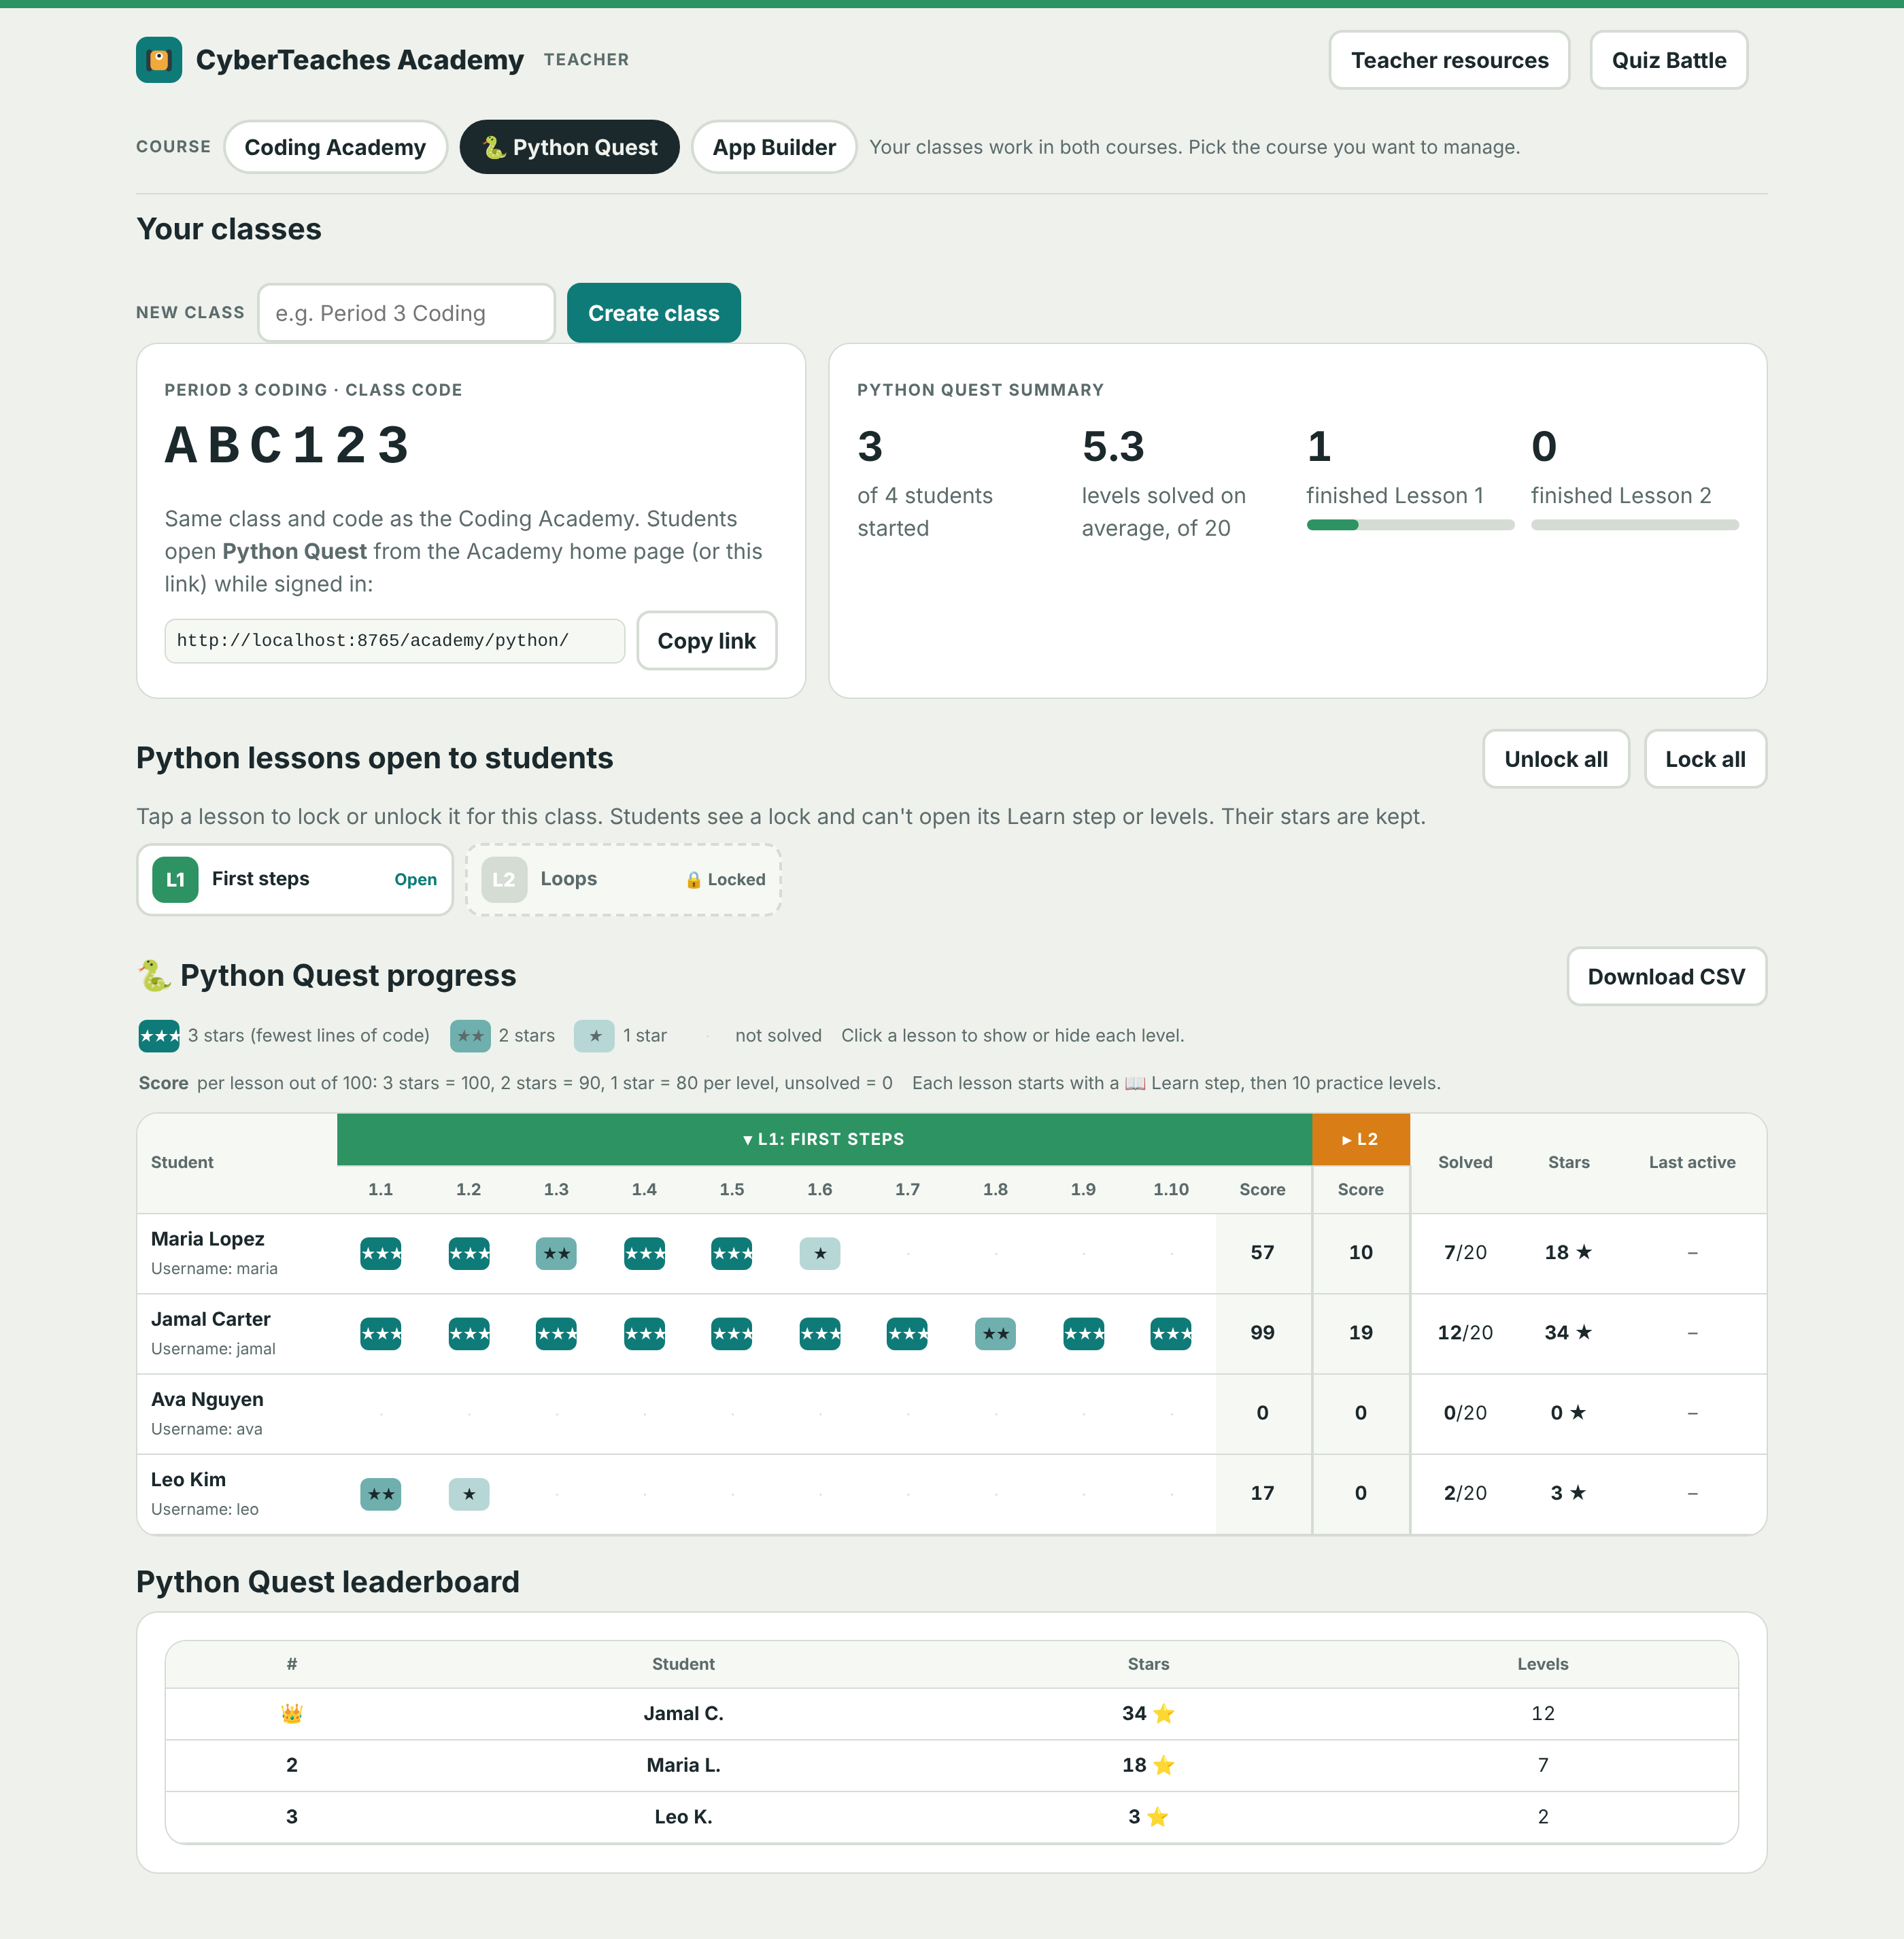 CyberTeaches Academy TEACHER Teacher resources Quiz Battle
COURSE Coding Academy 🐍 Python Quest App Builder Your classes work in both courses. Pick the course you want to manage.
Your classes
NEW CLASS e.g. Period 3 Coding Create class
PERIOD 3 CODING · CLASS CODE
ABC123
Same class and code as the Coding Academy. Students
open Python Quest from the Academy home page (or this
link) while signed in:
http://localhost:8765/academy/python/ Copy link
PYTHON QUEST SUMMARY
3 5.3 1 0
of 4 students levels solved on finished Lesson 1 finished Lesson 2
started average, of 20
Python lessons open to students Unlock all Lock all
Tap a lesson to lock or unlock it for this class. Students see a lock and can't open its Learn step or levels. Their stars are kept.
L1 First steps Open L2 Loops 🔒 Locked
🐍 Python Quest progress Download CSV
★★★ 3 stars (fewest lines of code) ★★ 2 stars ★ 1 star · not solved Click a lesson to show or hide each level.
Score per lesson out of 100: 3 stars = 100, 2 stars = 90, 1 star = 80 per level, unsolved = 0 Each lesson starts with a 📖 Learn step, then 10 practice levels.
Student ▾ L1: FIRST STEPS ▸ L2 Solved Stars Last active
1.1 1.2 1.3 1.4 1.5 1.6 1.7 1.8 1.9 1.10 Score Score
Maria Lopez ★★★ ★★★ ★★ ★★★ ★★★ ★ · · · · 57 10 7/20 18 ★ –
Username: maria
Jamal Carter ★★★ ★★★ ★★★ ★★★ ★★★ ★★★ ★★★ ★★ ★★★ ★★★ 99 19 12/20 34 ★ –
Username: jamal
Ava Nguyen · · · · · · · · · · 0 0 0/20 0 ★ –
Username: ava
Leo Kim ★★ ★ · · · · · · · · 17 0 2/20 3 ★ –
Username: leo
Python Quest leaderboard
# Student Stars Levels
👑 Jamal C. 34 ⭐ 12
2 Maria L. 18 ⭐ 7
3 Leo K. 3 ⭐ 2